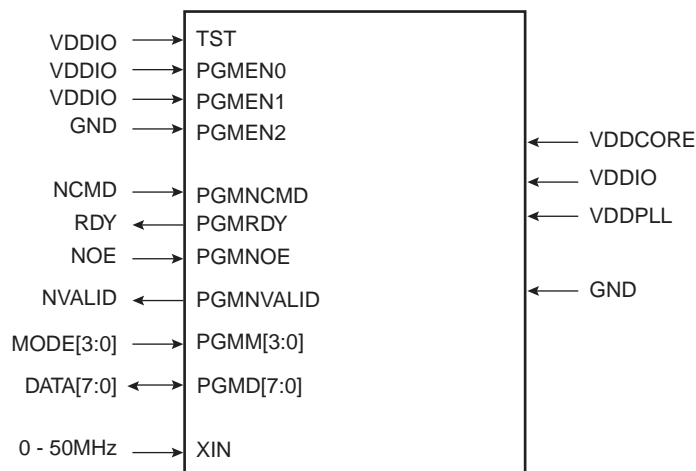 VDDIO TST
VDDIO PGMEN0
VDDIO PGMEN1
GND PGMEN2
VDDCORE
VDDIO
NCMD PGMNCMD
VDDPLL
RDY PGMRDY
NOE PGMNOE
GND
NVALID PGMNVALID
MODE[3:0] PGMM[3:0]
DATA[7:0] PGMD[7:0]
0 - 50MHz XIN